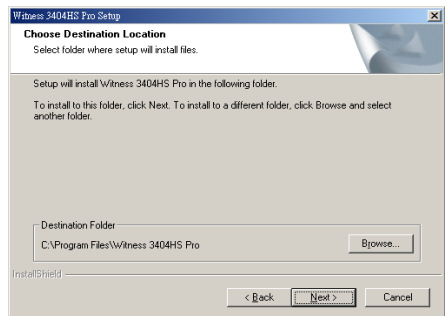 Witness 3404HS Pro Setup
Choose Destination Location
Select folder where setup will install files.
Setup will install Witness 3404HS Pro in the following folder.
To install to this folder, click Next. To install to a different folder, click Browse and select
another folder.
Destination Folder
C:\Program Files\Witness 3404HS Pro
Browse...
InstallShield
< Back
Next >
Cancel